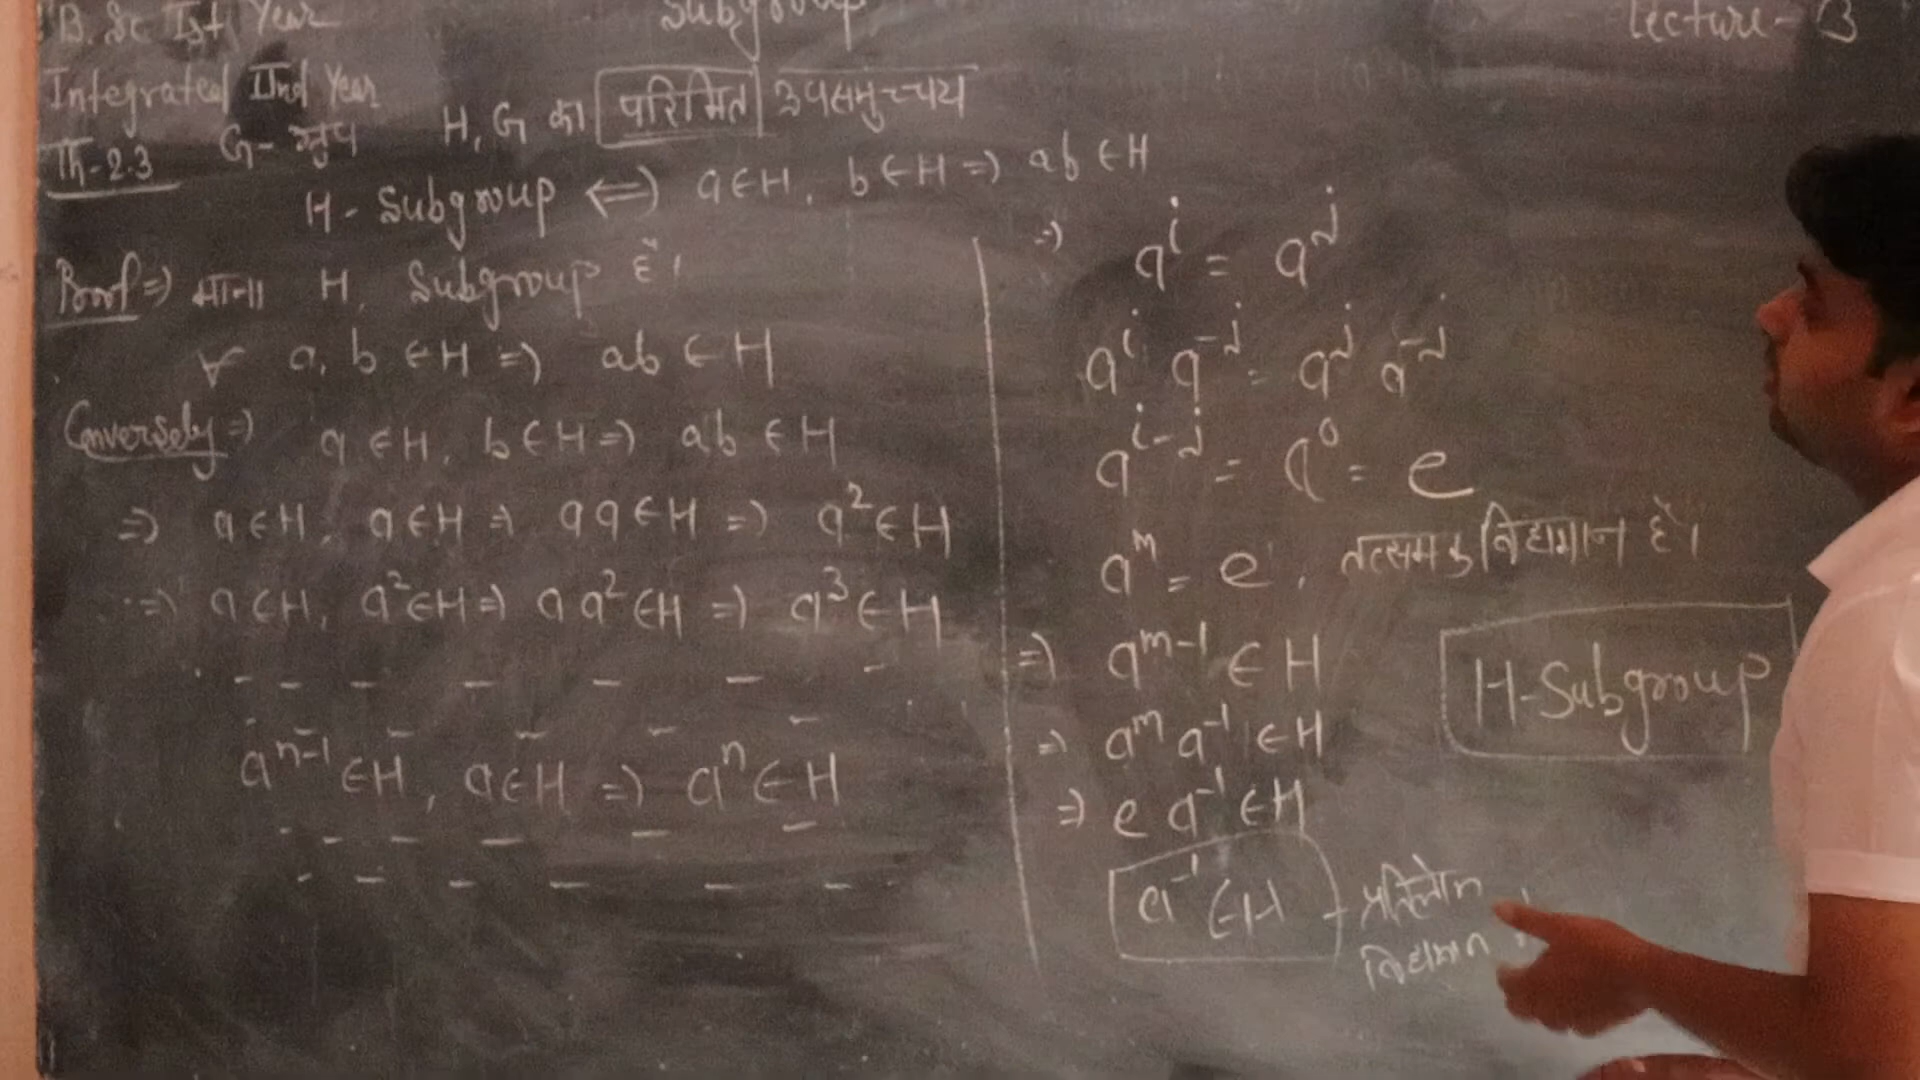 B. Sc Ist Year
Subgroup
Lecture - 3
Integrated IInd Year
Th-2.3 G- ग्रुप H, G का परिमित उपसमुच्चय
H - Subgroup ⇔ a∈H, b∈H ⇒ ab∈H
Proof ⇒ माना H, Subgroup है।
∀ a, b ∈H ⇒ ab ∈ H
Conversely ⇒ a∈H, b∈H ⇒ ab ∈H
⇒ a∈H, a∈H ⇒ aa∈H ⇒ a²∈H
⇒ a∈H, a²∈H ⇒ aa²∈H ⇒ a³∈H
aⁿ⁻¹∈H, a∈H ⇒ aⁿ∈H
⇒ aⁱ = aʲ
aⁱ a⁻ʲ = aʲ a⁻ʲ
aⁱ⁻ʲ = a⁰ = e
aᵐ = e, तत्समक विद्यमान है।
⇒ aᵐ⁻¹ ∈ H
H-Subgroup
⇒ aᵐ a⁻¹ ∈H
⇒ e a⁻¹ ∈H
a⁻¹ ∈H - प्रतिलोम
विद्यमान